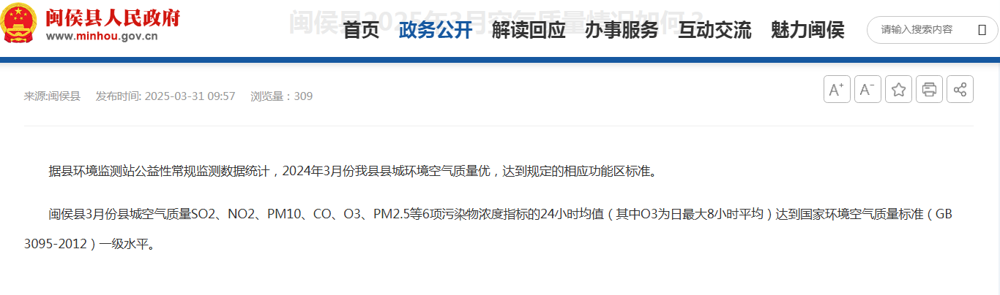 闽侯县人民政府
www.minhou.gov.cn
闽侯县2025年3月空气质量情况如何？
首页 政务公开 解读回应 办事服务 互动交流 魅力闽侯
请输入搜索内容
来源:闽侯县 发布时间: 2025-03-31 09:57 浏览量：309
A+ A-
据县环境监测站公益性常规监测数据统计，2024年3月份我县县城环境空气质量优，达到规定的相应功能区标准。
闽侯县3月份县城空气质量SO2、NO2、PM10、CO、O3、PM2.5等6项污染物浓度指标的24小时均值（其中O3为日最大8小时平均）达到国家环境空气质量标准（GB
3095-2012）一级水平。